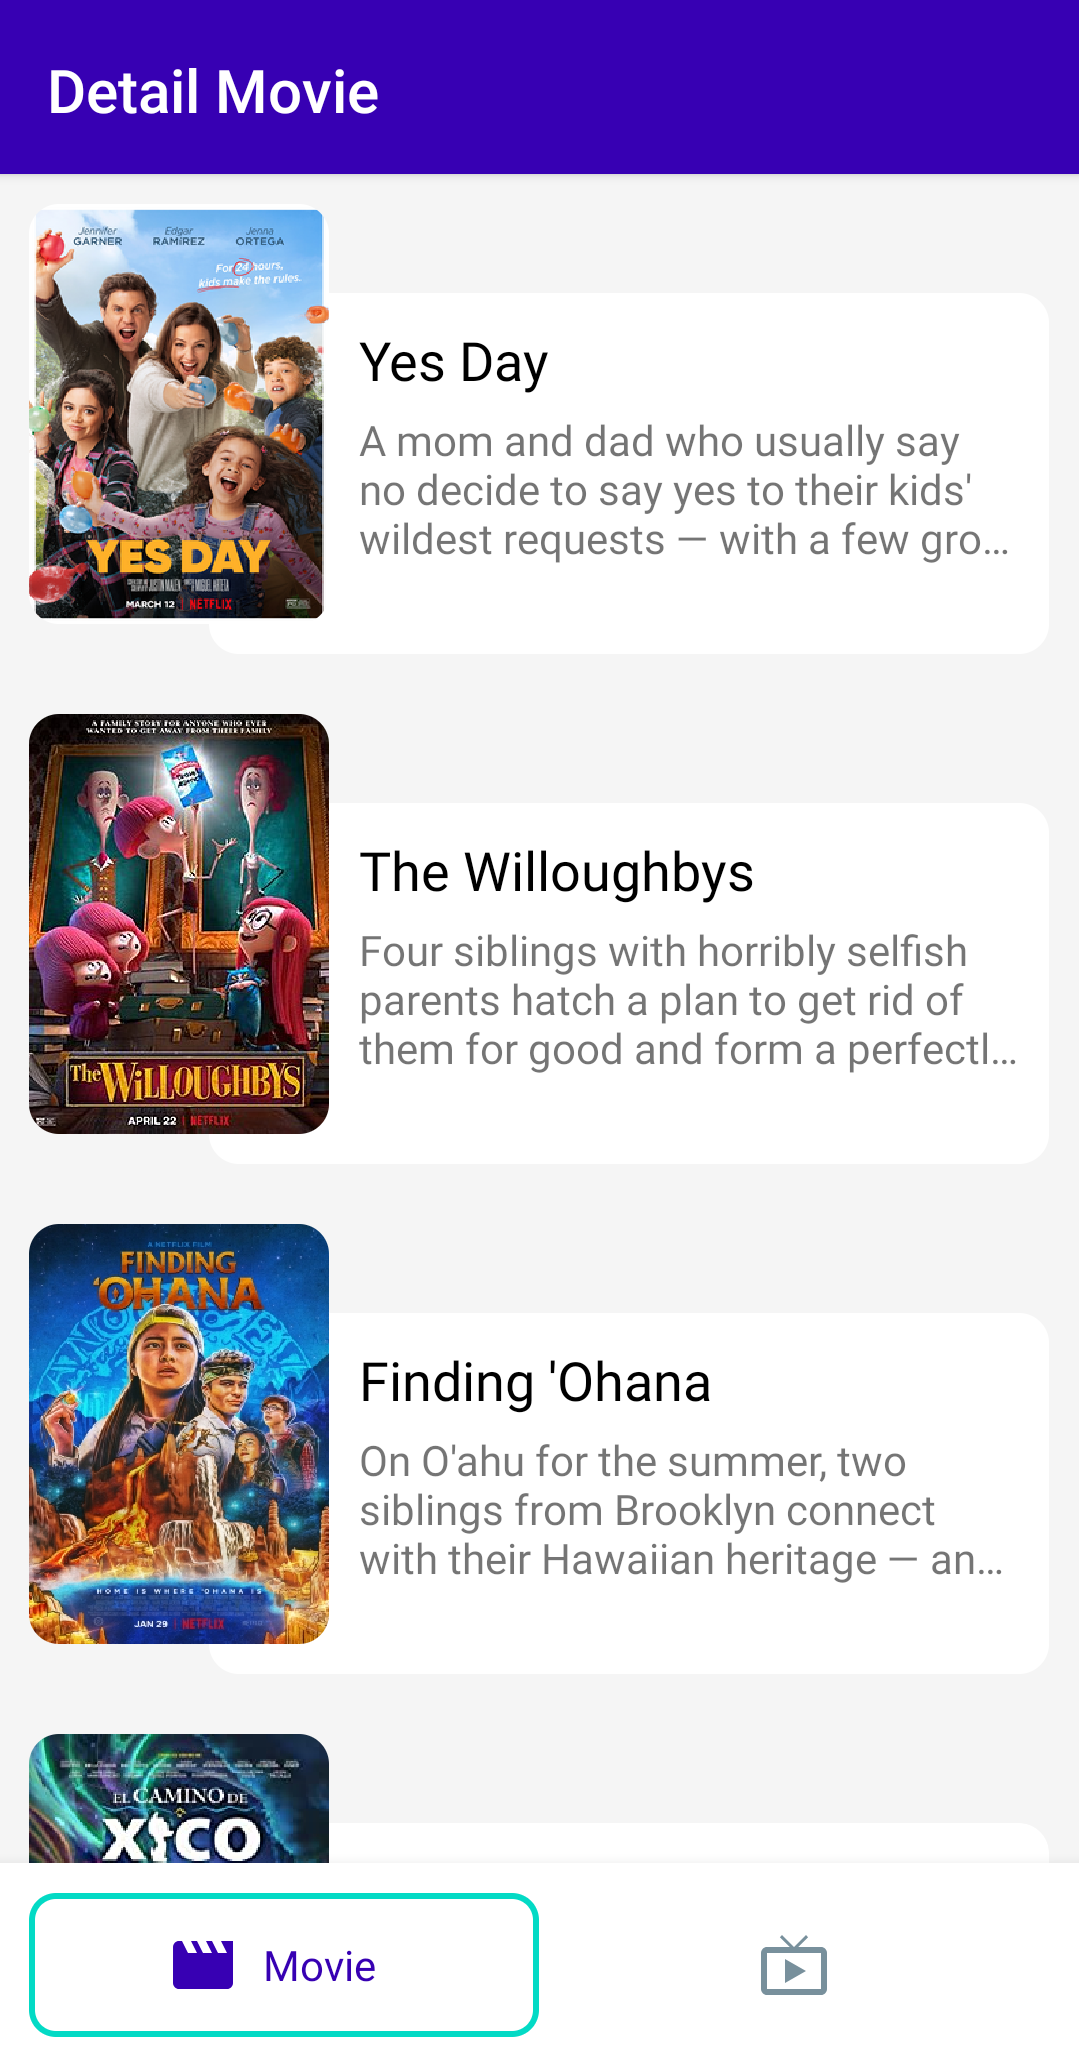 Detail Movie
Jennifer Edgar Jenna
GARNER RAMÍREZ ORTEGA
For 24 hours,
kids make the rules.
YES DAY
MARCH 12 | NETFLIX
Yes Day
A mom and dad who usually say
no decide to say yes to their kids'
wildest requests — with a few gro...
A FAMILY STORY FOR ANYONE WHO EVER
WANTED TO GET AWAY FROM THEIR FAMILY
The WiLLOUGHBYS
APRIL 22 | NETFLIX
The Willoughbys
Four siblings with horribly selfish
parents hatch a plan to get rid of
them for good and form a perfectl...
A NETFLIX FILM
FINDING
'OHANA
HOME IS WHERE 'OHANA IS
JAN 29 | NETFLIX
Finding 'Ohana
On O'ahu for the summer, two
siblings from Brooklyn connect
with their Hawaiian heritage — an...
EL CAMINO DE
XICO
Movie